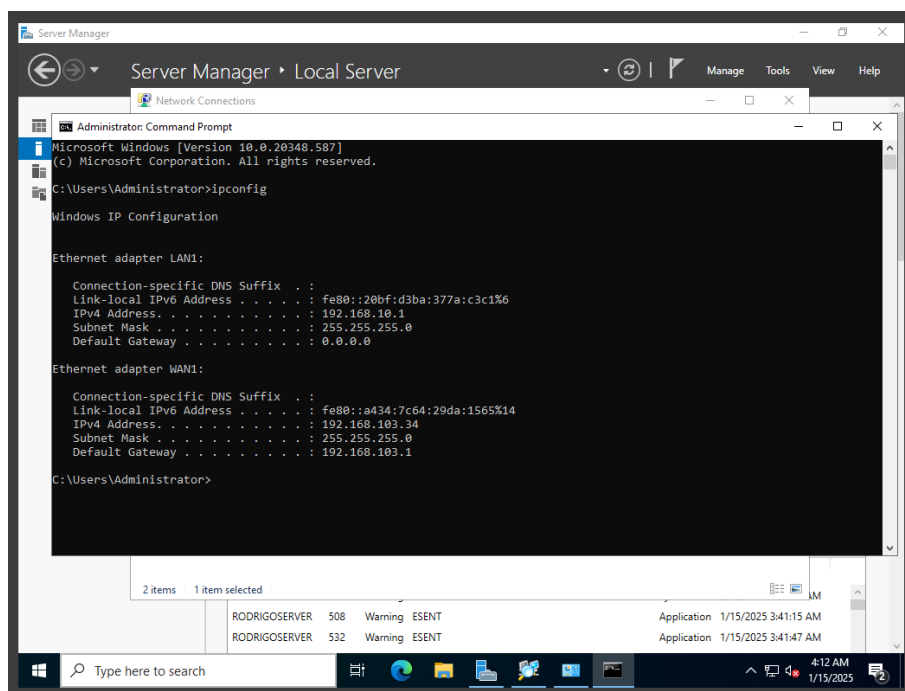 Server Manager
Server Manager ‣ Local Server
Manage Tools View Help
Network Connections
Administrator: Command Prompt
Microsoft Windows [Version 10.0.20348.587]
(c) Microsoft Corporation. All rights reserved.
C:\Users\Administrator>ipconfig
Windows IP Configuration
Ethernet adapter LAN1:
Connection-specific DNS Suffix . :
Link-local IPv6 Address . . . . . : fe80::20bf:d3ba:377a:c3c1%6
IPv4 Address. . . . . . . . . . . : 192.168.10.1
Subnet Mask . . . . . . . . . . . : 255.255.255.0
Default Gateway . . . . . . . . . : 0.0.0.0
Ethernet adapter WAN1:
Connection-specific DNS Suffix . :
Link-local IPv6 Address . . . . . : fe80::a434:7c64:29da:1565%14
IPv4 Address. . . . . . . . . . . : 192.168.103.34
Subnet Mask . . . . . . . . . . . : 255.255.255.0
Default Gateway . . . . . . . . . : 192.168.103.1
C:\Users\Administrator>
2 items 1 item selected
AM
RODRIGOSERVER 508 Warning ESENT Application 1/15/2025 3:41:15 AM
RODRIGOSERVER 532 Warning ESENT Application 1/15/2025 3:41:47 AM
Type here to search
4:12 AM
1/15/2025
2